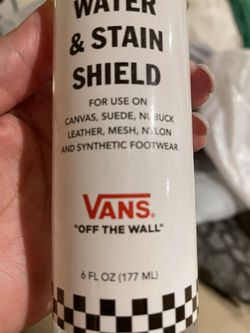 WATER
& STAIN
SHIELD
FOR USE ON
CANVAS, SUEDE, NUBUCK
LEATHER, MESH, NYLON
AND SYNTHETIC FOOTWEAR.
VANS®
"OFF THE WALL"
6 FL OZ (177 ML)